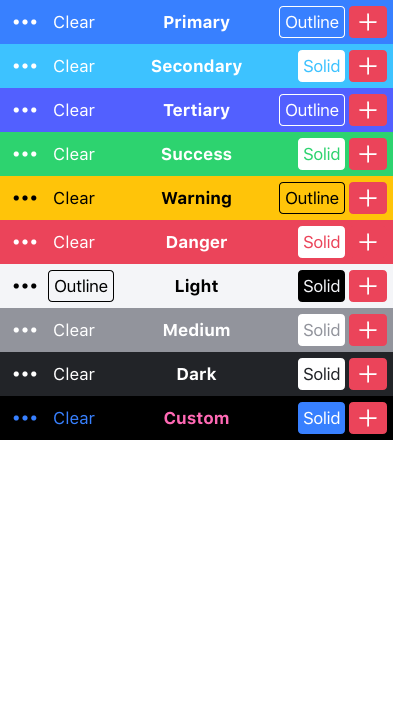 Clear Primary Outline
Clear Secondary Solid
Clear Tertiary Outline
Clear Success Solid
Clear Warning Outline
Clear Danger Solid
Outline Light Solid
Clear Medium Solid
Clear Dark Solid
Clear Custom Solid